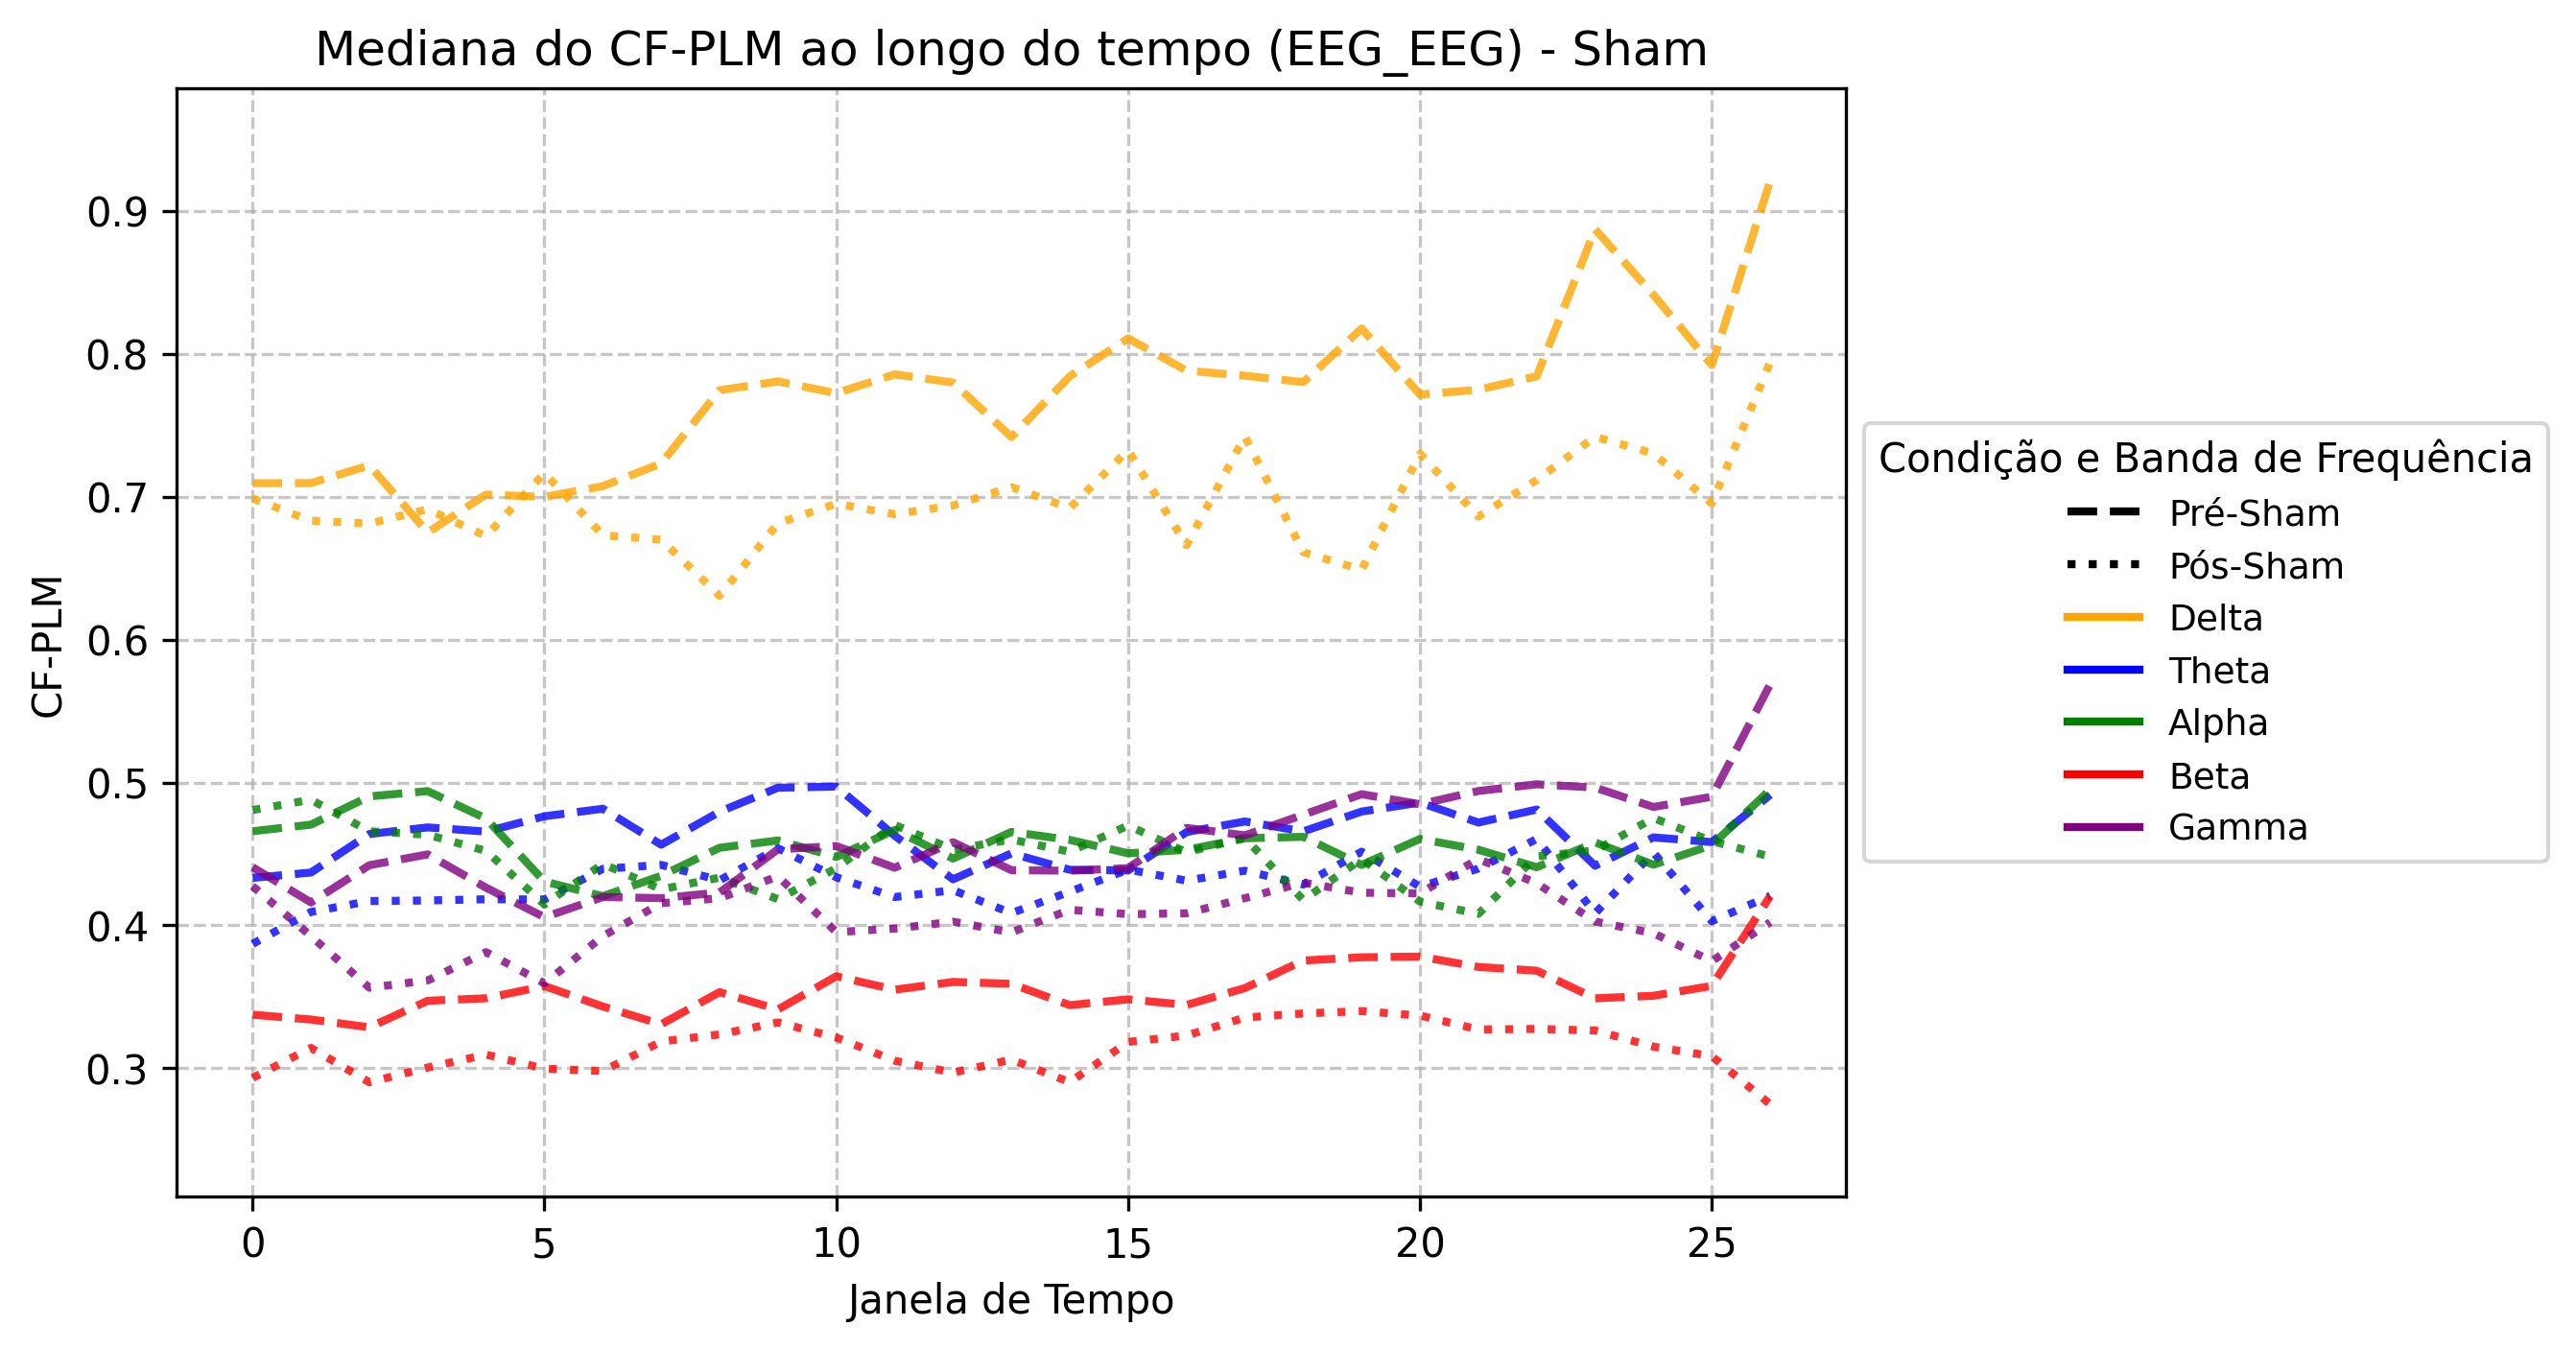 Mediana do CF-PLM ao longo do tempo (EEG_EEG) - Sham
CF-PLM
0.9
0.8
0.7
0.6
0.5
0.4
0.3
0 5 10 15 20 25
Janela de Tempo
Condição e Banda de Frequência
Pré-Sham
Pós-Sham
Delta
Theta
Alpha
Beta
Gamma